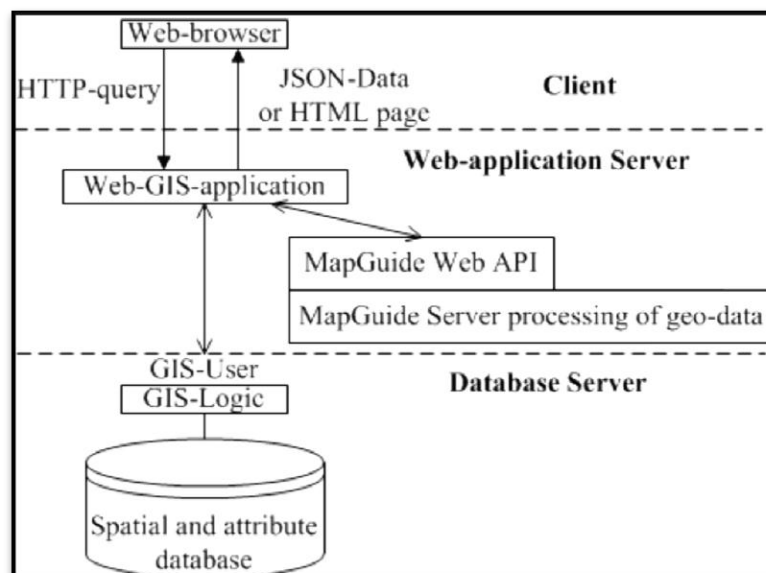 Web-browser
HTTP-query
JSON-Data
or HTML page
Client
Web-application Server
Web-GIS-application
MapGuide Web API
MapGuide Server processing of geo-data
GIS-User
Database Server
GIS-Logic
Spatial and attribute
database